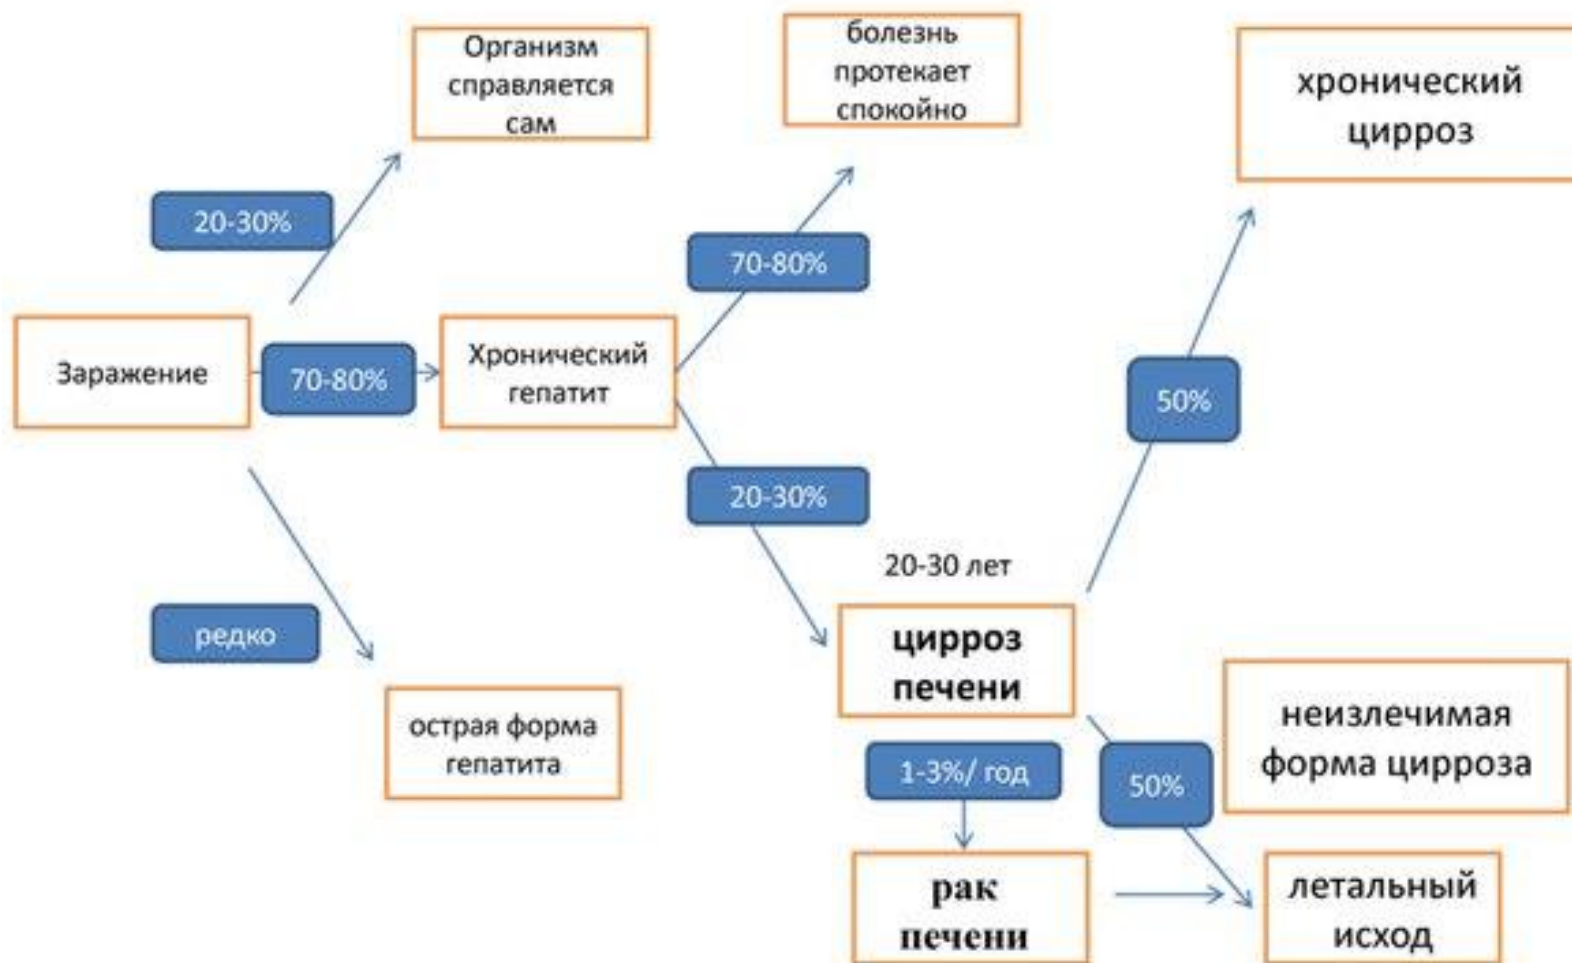 Организм
справляется
сам
болезнь
протекает
спокойно
хронический
цирроз
20-30%
70-80%
Заражение
70-80%
Хронический
гепатит
50%
20-30%
20-30 лет
редко
цирроз
печени
острая форма
гепатита
неизлечимая
форма цирроза
1-3%/ год
50%
рак
печени
летальный
исход